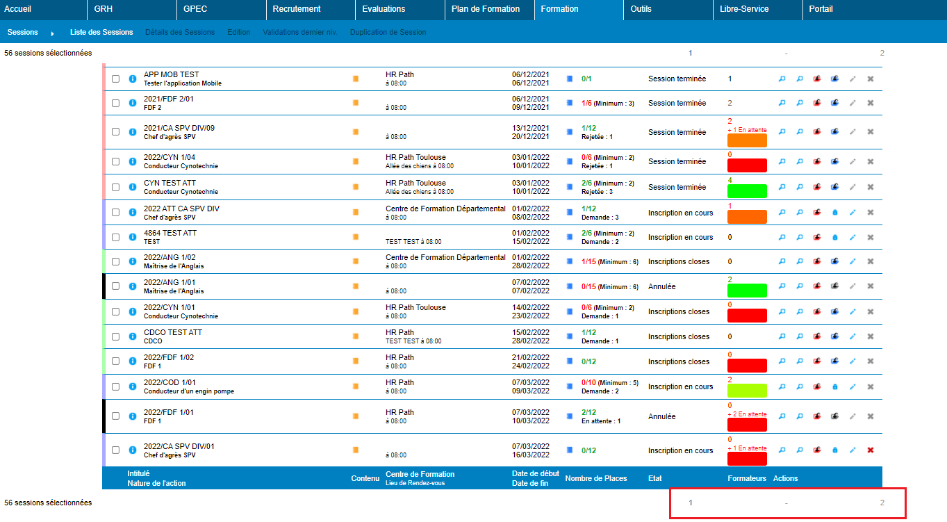 Accueil GRH GPEC Recrutement Evaluations Plan de Formation Formation Outils Libre-Service Portail
Sessions Liste des Sessions Détails des Sessions Edition Validations dernier niv. Duplication de Session
56 sessions sélectionnées 1 - 2
APP MOB TEST HR Path 06/12/2021 0/1 Session terminée 1
Tester l'application Mobile à 08:00 06/12/2021
2021/FDF 2/01 06/12/2021 1/6 (Minimum : 3) Session terminée 2
FDF 2 à 08:00 09/12/2021
2021/CA SPV DIV/09 13/12/2021 1/12 Session terminée 2
Chef d'agrès SPV à 08:00 20/12/2021 Rejetée : 1 + 1 En attente
2022/CYN 1/04 HR Path Toulouse 03/01/2022 0/6 (Minimum : 2) Session terminée 0
Conducteur Cynotechnie Allée des chiens à 08:00 10/01/2022 Rejetée : 1
CYN TEST ATT HR Path Toulouse 03/01/2022 2/6 (Minimum : 2) Session terminée 4
Conducteur Cynotechnie Allée des chiens à 08:00 10/01/2022 Rejetée : 3
2022 ATT CA SPV DIV Centre de Formation Départemental 01/02/2022 1/12 Inscription en cours 1
Chef d'agrès SPV à 08:00 08/02/2022 Demande : 3
4864 TEST ATT 01/02/2022 2/6 (Minimum : 2) Inscription en cours 0
TEST TEST TEST à 08:00 15/02/2022 Demande : 2
2022/ANG 1/02 Centre de Formation Départemental 01/02/2022 1/15 (Minimum : 6) Inscriptions closes 0
Maîtrise de l'Anglais à 08:00 28/02/2022
2022/ANG 1/01 07/02/2022 0/15 (Minimum : 6) Annulée 2
Maîtrise de l'Anglais à 08:00 07/02/2022
2022/CYN 1/01 HR Path Toulouse 14/02/2022 0/6 (Minimum : 2) Inscriptions closes 0
Conducteur Cynotechnie à 08:00 23/02/2022 Demande : 1
CDCO TEST ATT HR Path 15/02/2022 1/12 Inscriptions closes 0
CDCO TEST TEST à 08:00 28/02/2022 Demande : 1
2022/FDF 1/02 HR Path 21/02/2022 0/12 Inscriptions closes 0
FDF 1 à 08:00 24/02/2022
2022/COD 1/01 HR Path 07/03/2022 0/10 (Minimum : 5) Inscription en cours 2
Conducteur d'un engin pompe à 08:00 09/03/2022 Demande : 2
2022/FDF 1/01 HR Path 07/03/2022 2/12 Annulée 0
FDF 1 à 08:00 10/03/2022 En attente : 1 + 2 En attente
2022/CA SPV DIV/01 07/03/2022 0/12 Inscription en cours 0
Chef d'agrès SPV à 08:00 16/03/2022 + 1 En attente
Intitulé Contenu Centre de Formation Date de début Nombre de Places Etat Formateurs Actions
Nature de l'action Lieu de Rendez-vous Date de fin
56 sessions sélectionnées 1 - 2